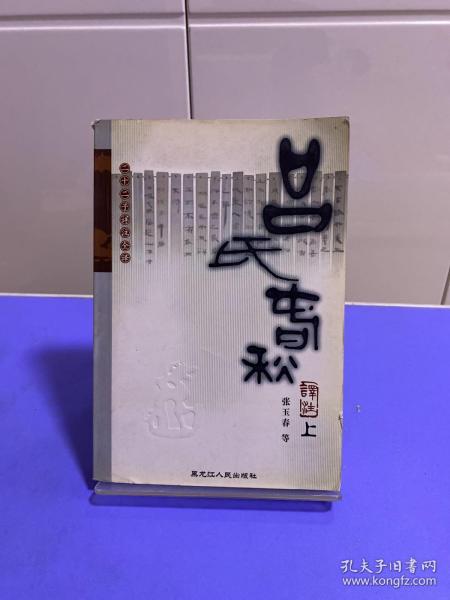 吕氏春秋
譯注
上
张玉春 等
二十二子译注全译
黑龙江人民出版社
孔夫子旧书网
www.kongfz.com